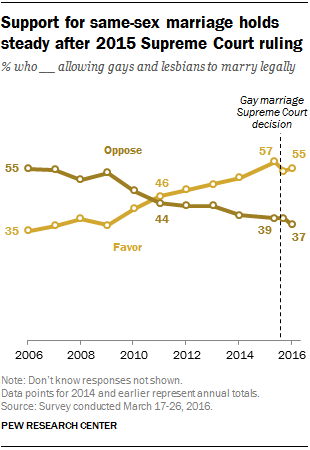 Support for same-sex marriage holds
steady after 2015 Supreme Court ruling
% who __ allowing gays and lesbians to marry legally
Gay marriage
Supreme Court
decision
Oppose
57
55
55
46
44
35
39
37
Favor
2006 2008 2010 2012 2014 2016
Note: Don't know responses not shown.
Data points for 2014 and earlier represent annual totals.
Source: Survey conducted March 17-26, 2016.
PEW RESEARCH CENTER